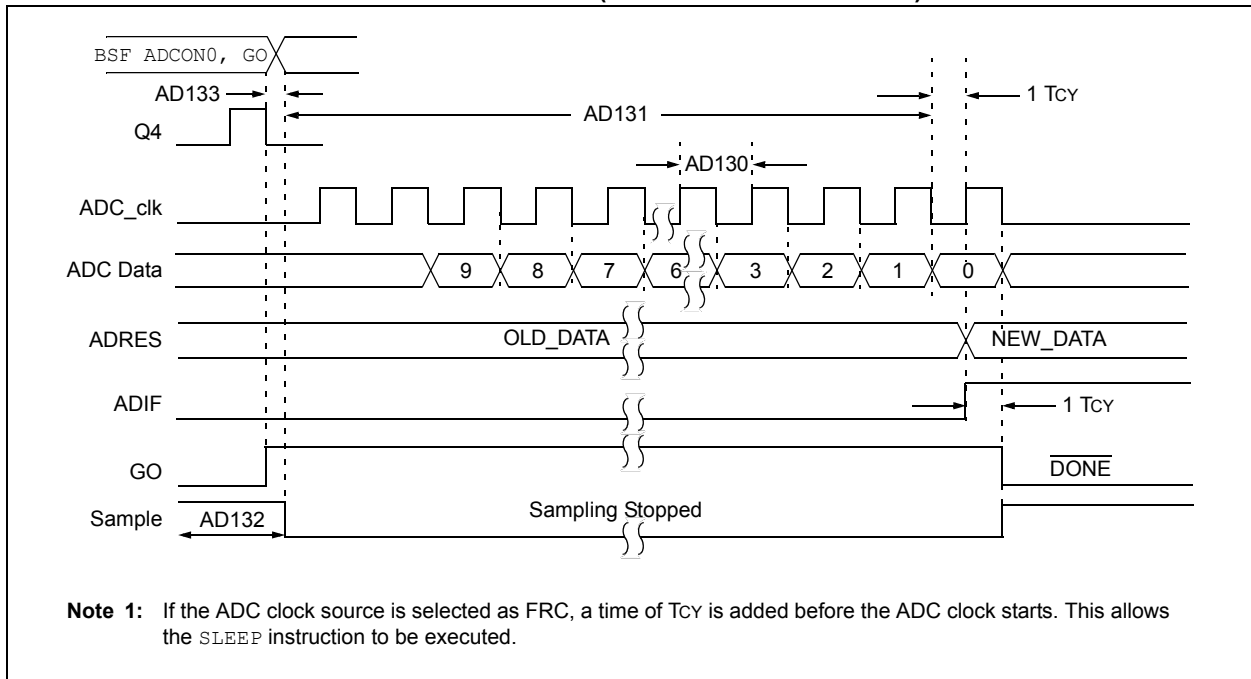 BSF ADCON0, GO
AD133
1 TCY
AD131
Q4
AD130
ADC_clk
ADC Data 9 8 7 6 3 2 1 0
ADRES OLD_DATA NEW_DATA
ADIF 1 TCY
GO DONE
Sample AD132 Sampling Stopped
Note 1: If the ADC clock source is selected as FRC, a time of TCY is added before the ADC clock starts. This allows
the SLEEP instruction to be executed.